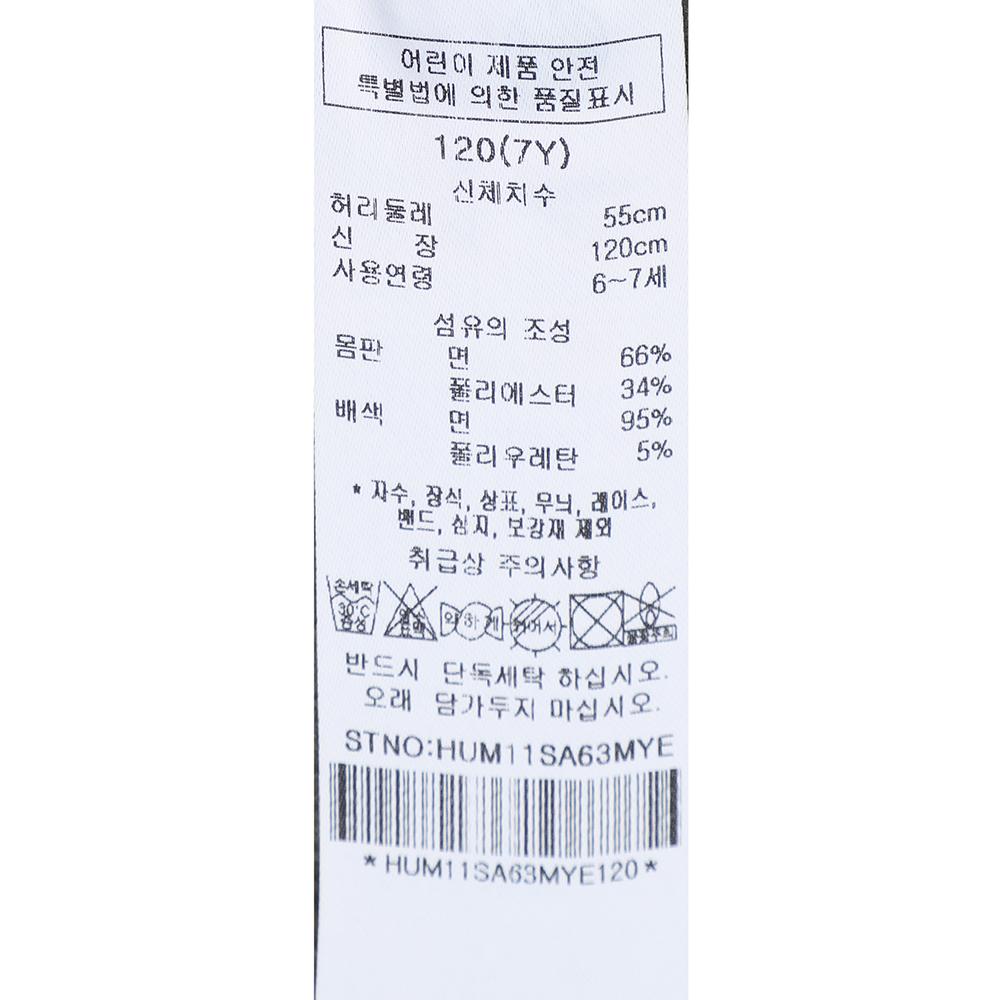 어린이 제품 안전
특별법에 의한 품질표시
120(7Y)
신체치수
허리둘레 55cm
신 장 120cm
사용연령 6~7세
섬유의 조성
몸판 면 66%
폴리에스터 34%
배색 면 95%
폴리우레탄 5%
* 자수, 장식, 상표, 무늬, 레이스,
밴드, 심지, 보강재 제외
취급상 주의사항
손세탁 30°C 중성 염소 표백 약하게
반드시 단독세탁 하십시오.
오래 담가두지 마십시오.
STNO:HUM11SA63MYE
*HUM11SA63MYE120*